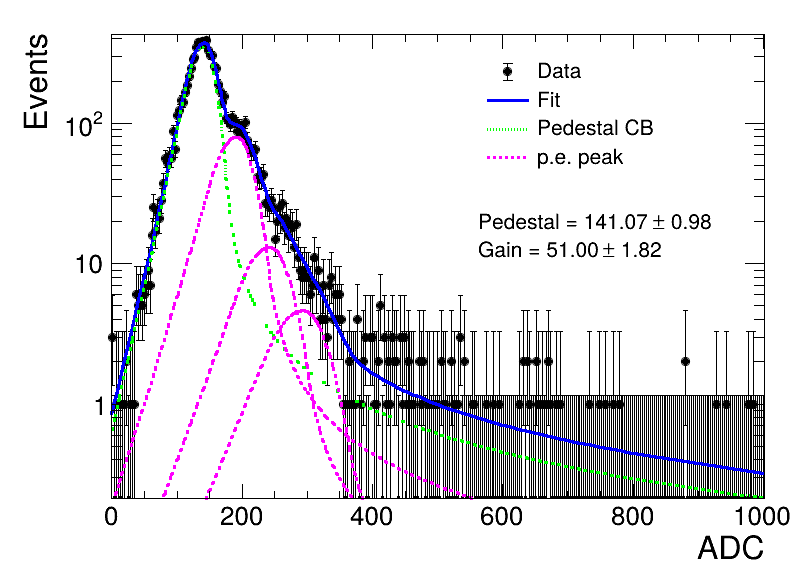 Events
10²
10
1
Data
Fit
Pedestal CB
p.e. peak
Pedestal = 141.07 ± 0.98
Gain = 51.00 ± 1.82
0 200 400 600 800 1000
ADC